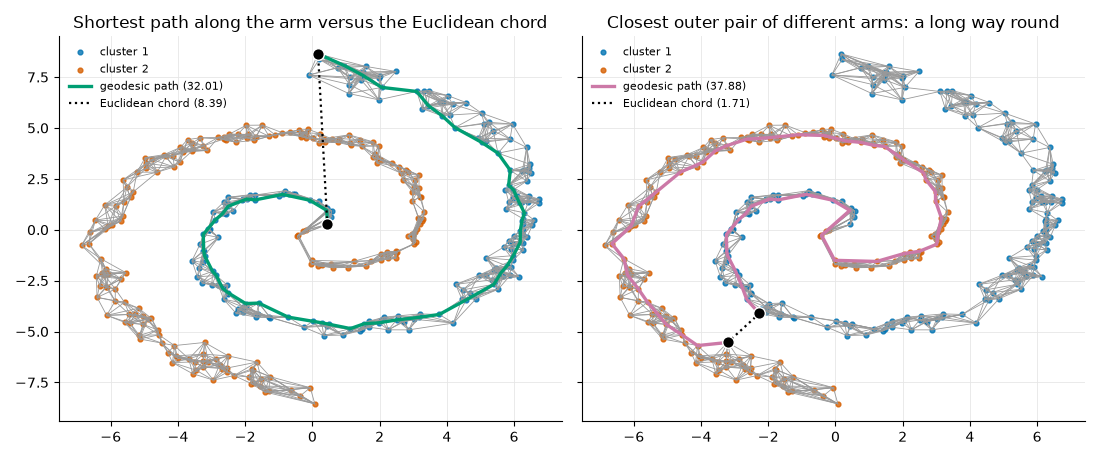 Shortest path along the arm versus the Euclidean chord
cluster 1
cluster 2
geodesic path (32.01)
Euclidean chord (8.39)
7.5
5.0
2.5
0.0
−2.5
−5.0
−7.5
−6
−4
−2
0
2
4
6
Closest outer pair of different arms: a long way round
cluster 1
cluster 2
geodesic path (37.88)
Euclidean chord (1.71)
−6
−4
−2
0
2
4
6